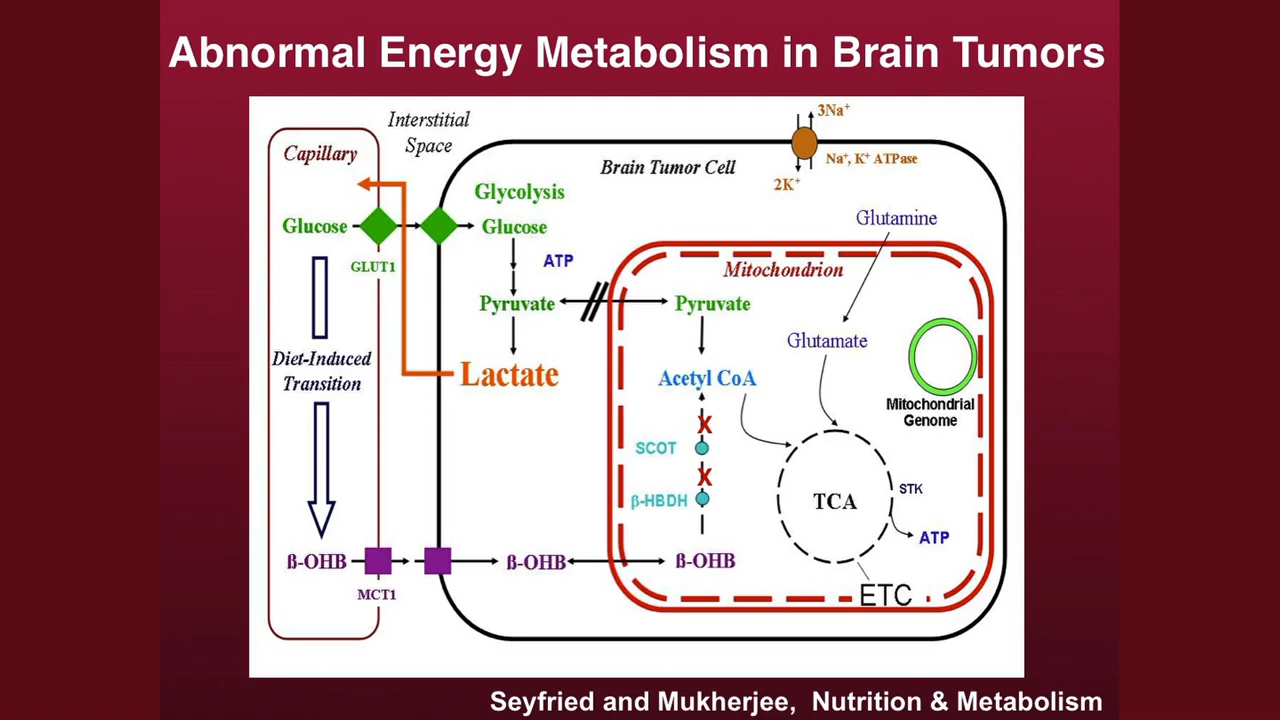 Abnormal Energy Metabolism in Brain Tumors
Interstitial
Space
Capillary
Brain Tumor Cell
3Na⁺
Na⁺, K⁺ ATPase
2K⁺
Glycolysis
Glucose
Glucose
GLUT1
ATP
Glutamine
Mitochondrion
Pyruvate
Pyruvate
Glutamate
Diet-Induced
Transition
Lactate
Acetyl CoA
Mitochondrial
Genome
X
SCOT
X
β-HBDH
TCA
STK
ATP
ß-OHB
ß-OHB
ß-OHB
MCT1
ETC
Seyfried and Mukherjee, Nutrition & Metabolism